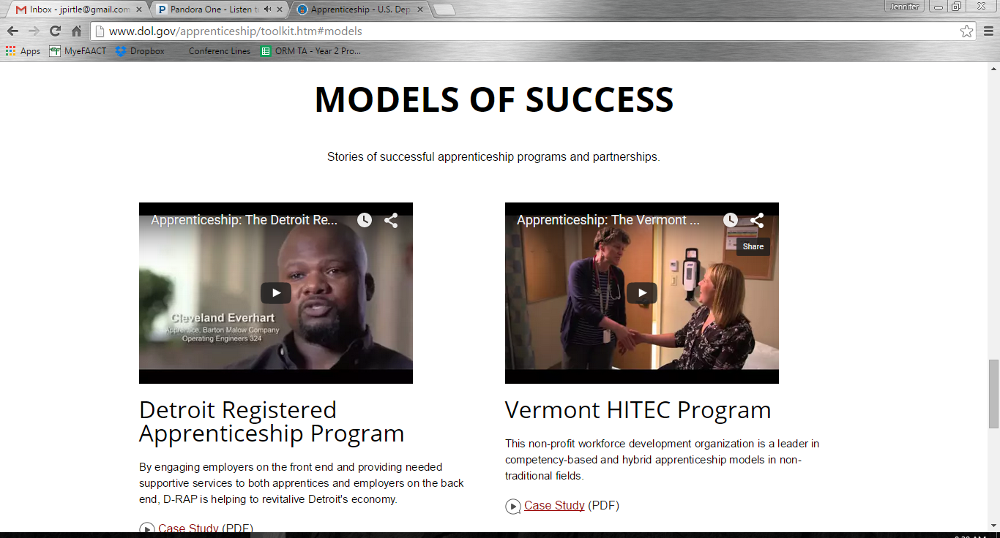 Inbox - jpirtle@gmail.com
Pandora One - Listen t
Apprenticeship - U.S. Dep
Jennifer
www.dol.gov/apprenticeship/toolkit.htm#models
Apps MyeFAACT Dropbox Conferenc Lines ORM TA - Year 2 Pro...
MODELS OF SUCCESS
Stories of successful apprenticeship programs and partnerships.
Apprenticeship: The Detroit Re...
Cleveland Everhart
Apprentice, Barton Malow Company
Operating Engineers 324
Apprenticeship: The Vermont ...
Share
Detroit Registered
Apprenticeship Program
By engaging employers on the front end and providing needed
supportive services to both apprentices and employers on the back
end, D-RAP is helping to revitalive Detroit's economy.
Case Study (PDF)
Vermont HITEC Program
This non-profit workforce development organization is a leader in
competency-based and hybrid apprenticeship models in non-
traditional fields.
Case Study (PDF)